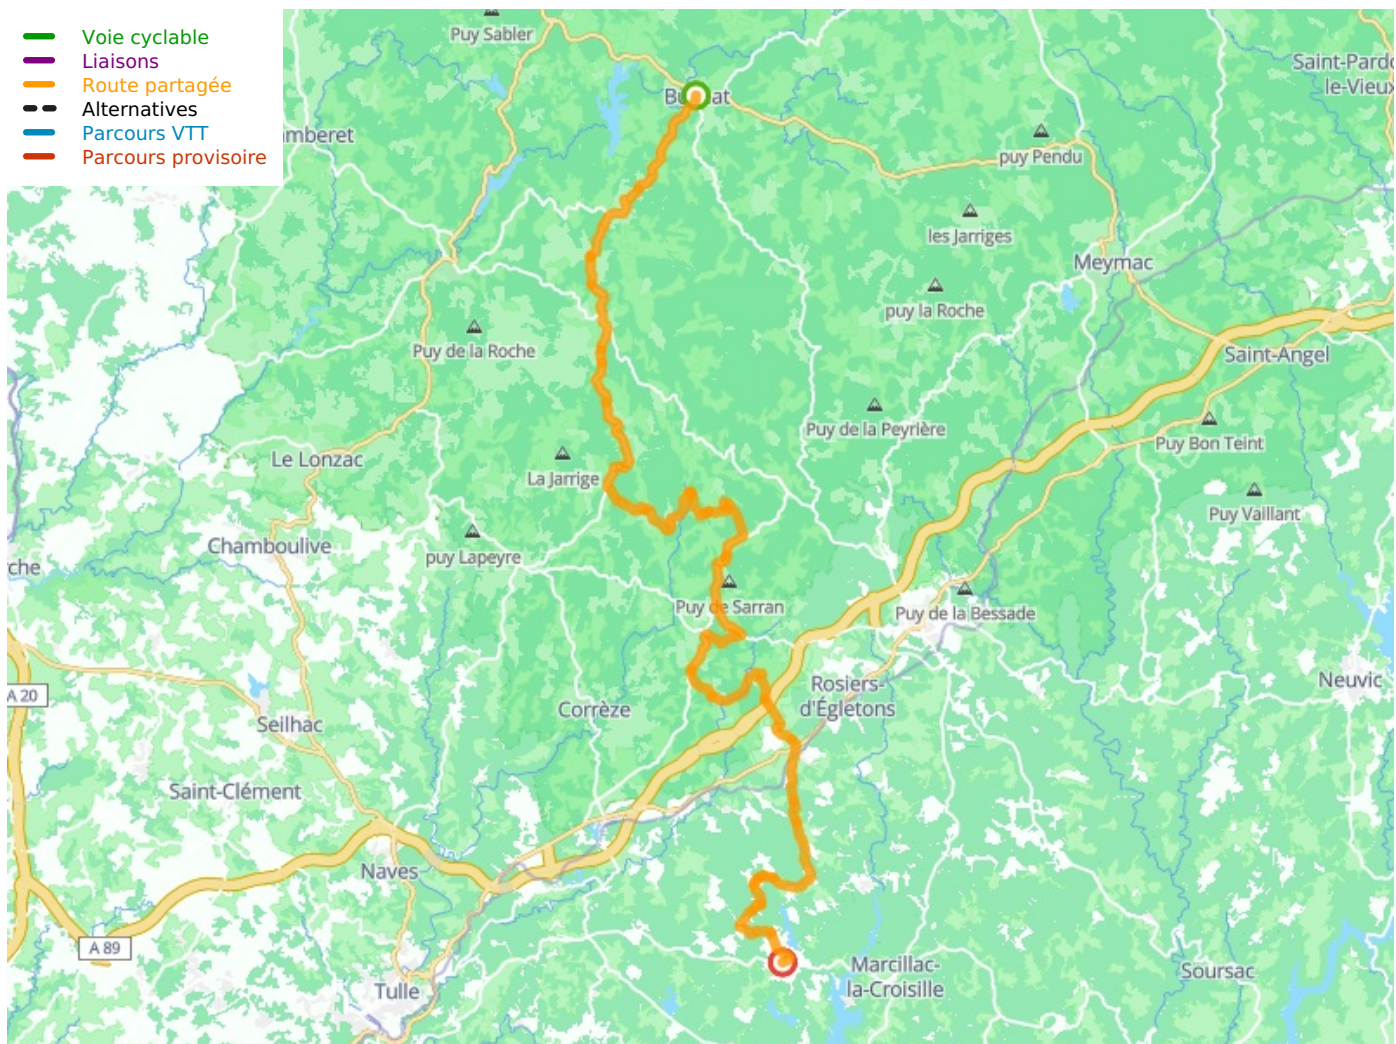 Voie cyclable
Liaisons
Route partagée
Alternatives
Parcours VTT
Parcours provisoire
Puy Sabler
Saint-Pardo
le-Vieux
amberet
puy Pendu
les Jarriges
Meymac
puy la Roche
Puy de la Roche
Saint-Angel
Puy de la Peyrière
Puy Bon Teint
Le Lonzac
La Jarrige
Puy Vaillant
Chamboulive
puy Lapeyre
che
Puy de Sarran
Puy de la Bessade
Neuvic
Rosiers-
d'Égletons
A 20
Corrèze
Seilhac
Saint-Clément
Naves
A 89
Marcillac-
la-Croisille
Soursac
Tulle